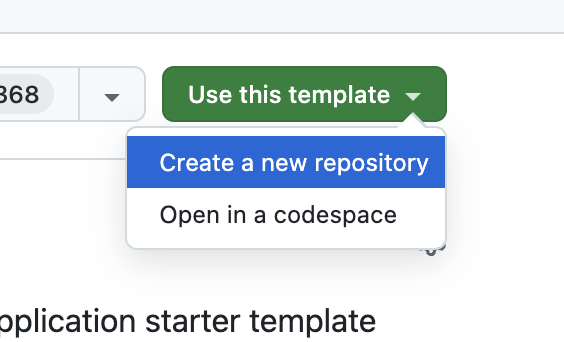 368
Use this template
Create a new repository
Open in a codespace
pplication starter template